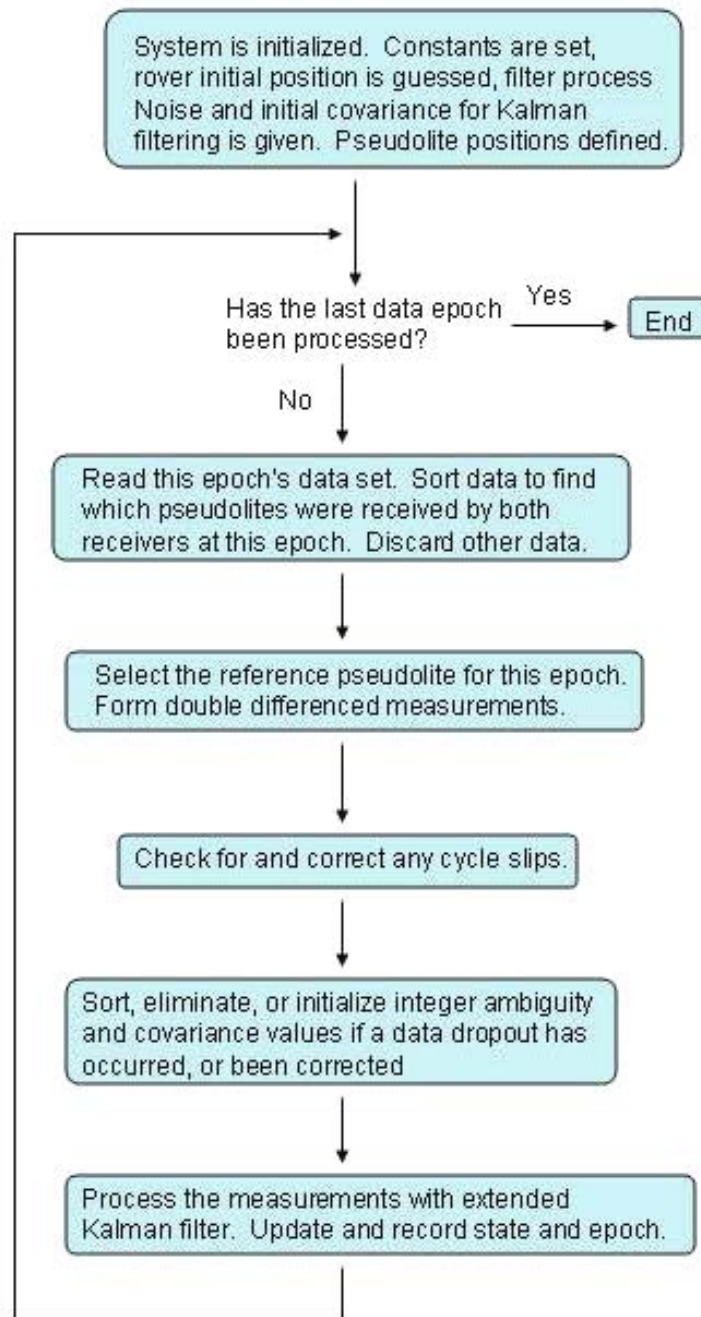 System is initialized. Constants are set,
rover initial position is guessed, filter process
Noise and initial covariance for Kalman
filtering is given. Pseudolite positions defined.
Has the last data epoch
been processed?
Yes
End
No
Read this epoch's data set. Sort data to find
which pseudolites were received by both
receivers at this epoch. Discard other data.
Select the reference pseudolite for this epoch.
Form double differenced measurements.
Check for and correct any cycle slips.
Sort, eliminate, or initialize integer ambiguity
and covariance values if a data dropout has
occurred, or been corrected
Process the measurements with extended
Kalman filter. Update and record state and epoch.